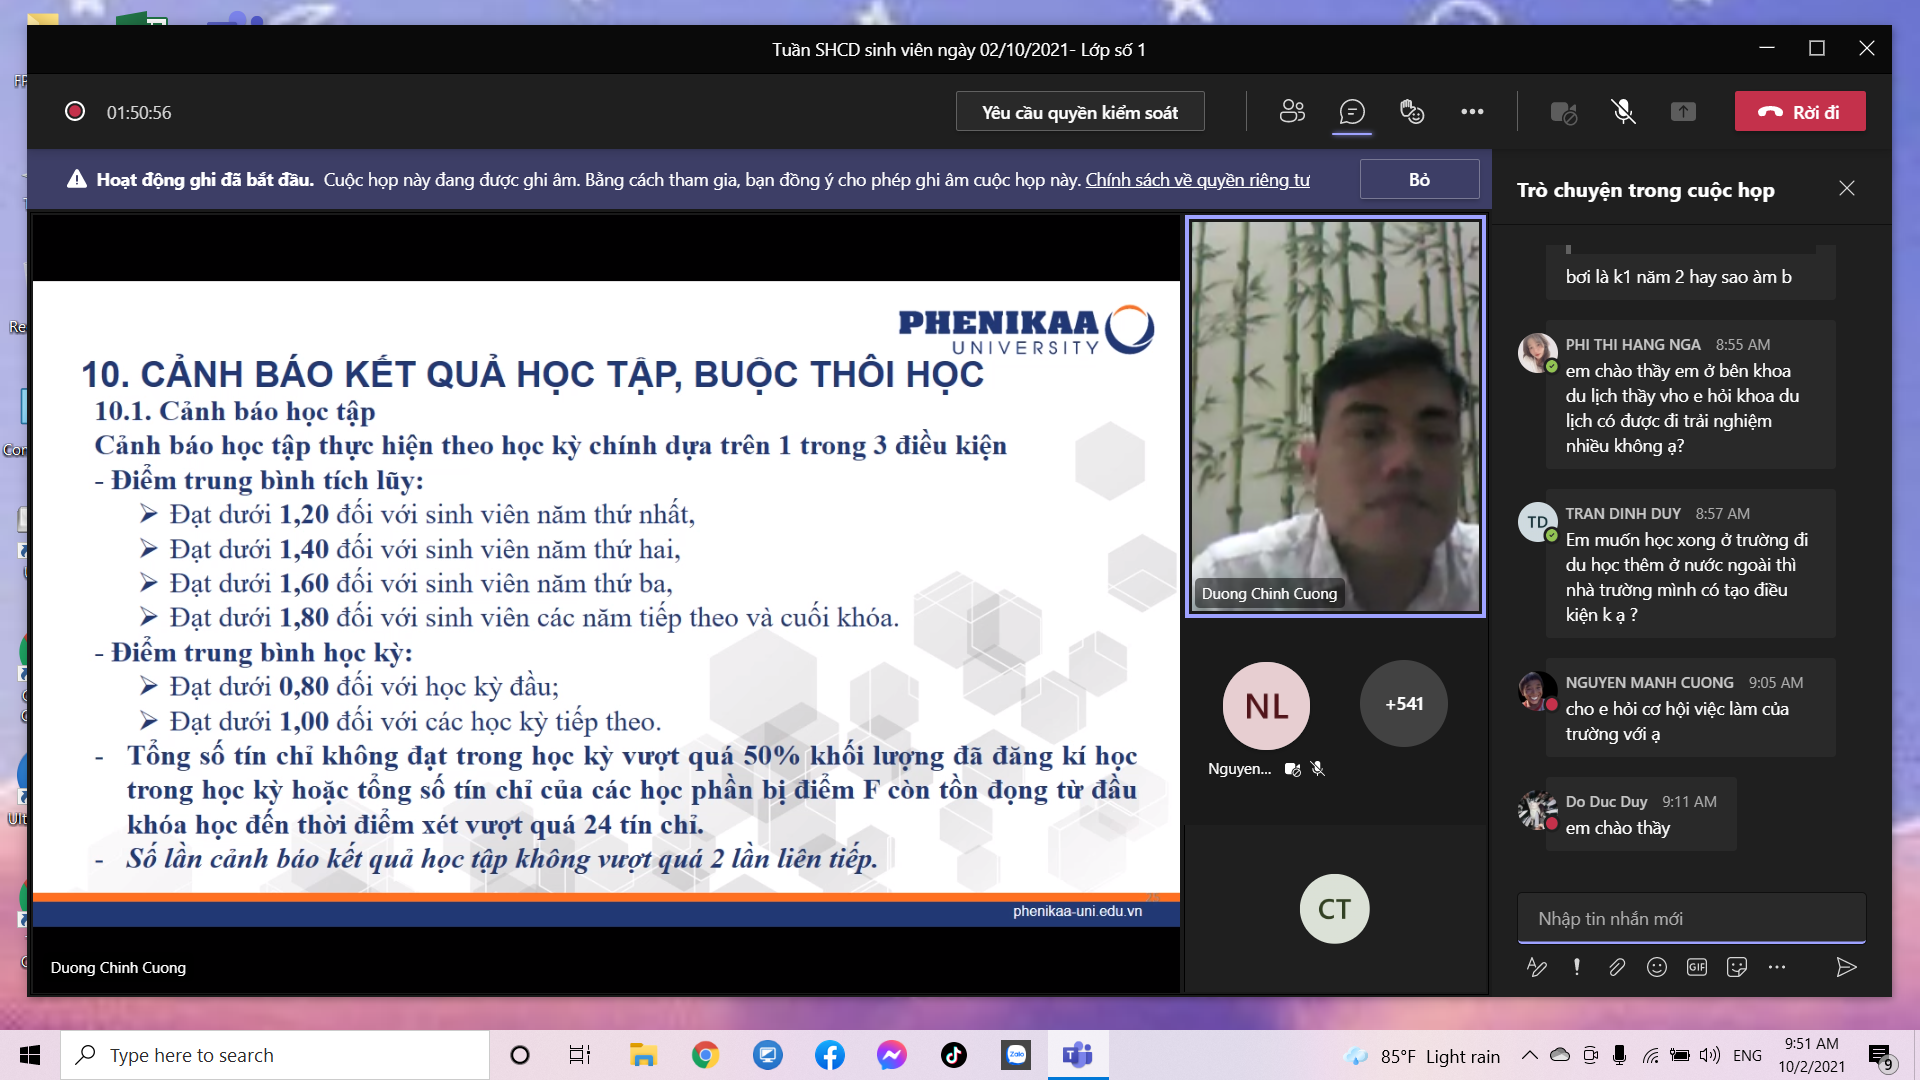 Tuần SHCD sinh viên ngày 02/10/2021- Lớp số 1
01:50:56
Yêu cầu quyền kiểm soát
Rời đi
Hoạt động ghi đã bắt đầu. Cuộc họp này đang được ghi âm. Bằng cách tham gia, bạn đồng ý cho phép ghi âm cuộc họp này. Chính sách về quyền riêng tư
Bỏ
PHENIKAA
UNIVERSITY
10. CẢNH BÁO KẾT QUẢ HỌC TẬP, BUỘC THÔI HỌC
10.1. Cảnh báo học tập
Cảnh báo học tập thực hiện theo học kỳ chính dựa trên 1 trong 3 điều kiện
- Điểm trung bình tích lũy:
➢ Đạt dưới 1,20 đối với sinh viên năm thứ nhất,
➢ Đạt dưới 1,40 đối với sinh viên năm thứ hai,
➢ Đạt dưới 1,60 đối với sinh viên năm thứ ba,
➢ Đạt dưới 1,80 đối với sinh viên các năm tiếp theo và cuối khóa.
- Điểm trung bình học kỳ:
➢ Đạt dưới 0,80 đối với học kỳ đầu;
➢ Đạt dưới 1,00 đối với các học kỳ tiếp theo.
- Tổng số tín chỉ không đạt trong học kỳ vượt quá 50% khối lượng đã đăng kí học
trong học kỳ hoặc tổng số tín chỉ của các học phần bị điểm F còn tồn đọng từ đầu
khóa học đến thời điểm xét vượt quá 24 tín chỉ.
- Số lần cảnh báo kết quả học tập không vượt quá 2 lần liên tiếp.
phenikaa-uni.edu.vn
Duong Chinh Cuong
Duong Chinh Cuong
NL
+541
Nguyen...
CT
Trò chuyện trong cuộc họp
bơi là k1 năm 2 hay sao àm b
PHI THI HANG NGA 8:55 AM
em chào thầy em ở bên khoa
du lịch thầy vho e hỏi khoa du
lịch có được đi trải nghiệm
nhiều không ạ?
TD
TRAN DINH DUY 8:57 AM
Em muốn học xong ở trường đi
du học thêm ở nước ngoài thì
nhà trường mình có tạo điều
kiện k ạ ?
NGUYEN MANH CUONG 9:05 AM
cho e hỏi cơ hội việc làm của
trường với ạ
Do Duc Duy 9:11 AM
em chào thầy
Nhập tin nhắn mới
GIF
Type here to search
Zalo
85°F Light rain
ENG
9:51 AM
10/2/2021
9